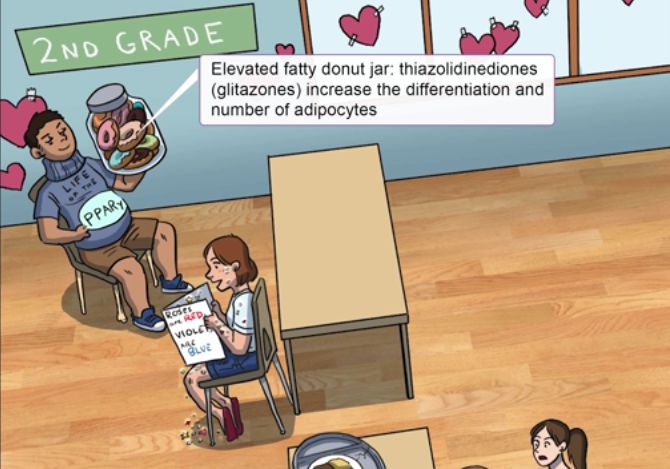 2ND GRADE
Elevated fatty donut jar: thiazolidinediones
(glitazones) increase the differentiation and
number of adipocytes
LIFE
OF THE
PPARγ
ROSES
ARE RED
VIOLETS
ARE
BLUE